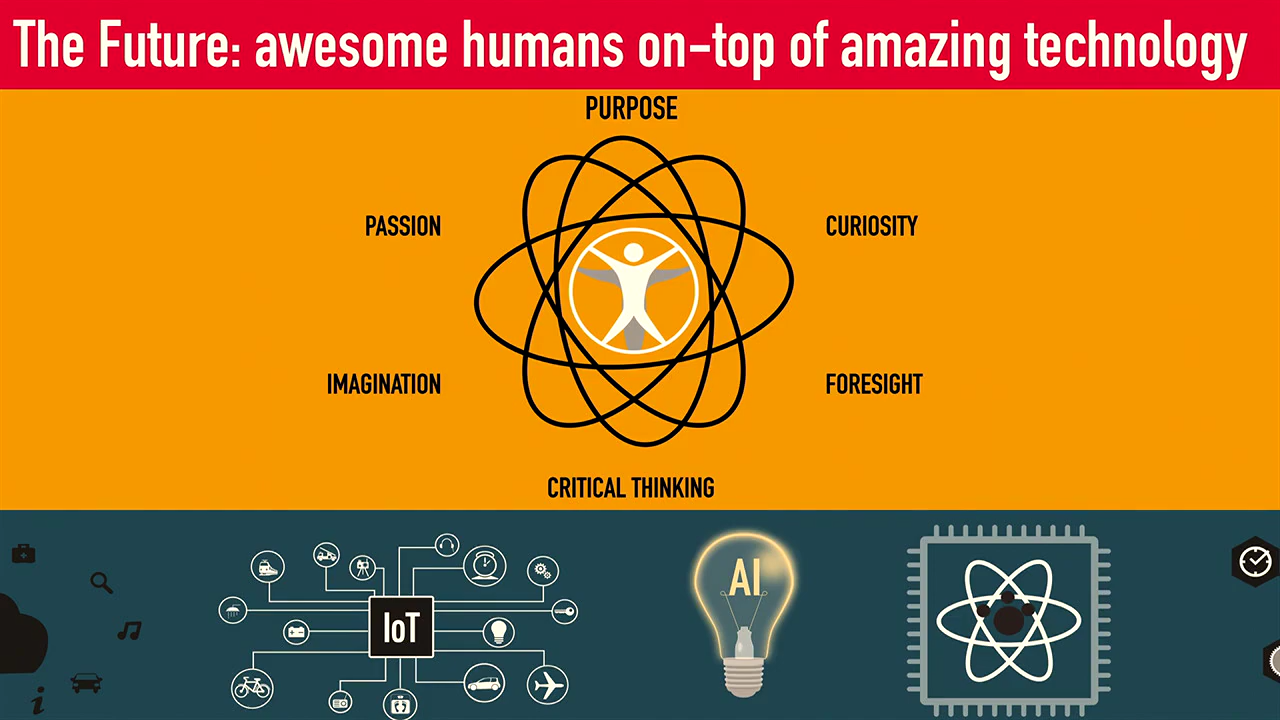 The Future: awesome humans on-top of amazing technology
PURPOSE
PASSION
CURIOSITY
IMAGINATION
FORESIGHT
CRITICAL THINKING
IoT
AI
i